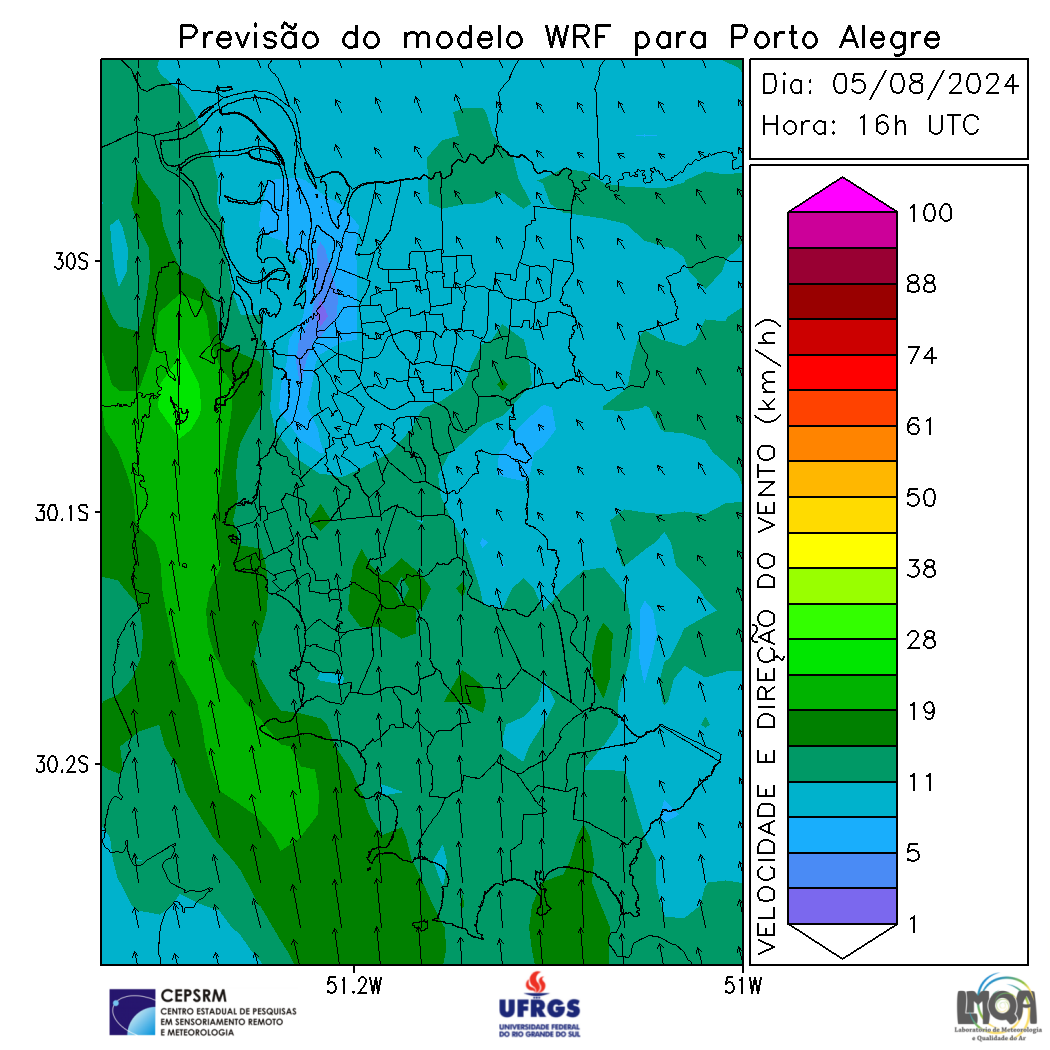 Previsão do modelo WRF para Porto Alegre
Dia: 05/08/2024
Hora: 16h UTC
30S
30.1S
30.2S
51.2W
51W
VELOCIDADE E DIREÇÃO DO VENTO (km/h)
100
88
74
61
50
38
28
19
11
5
1
CEPSRM
CENTRO ESTADUAL DE PESQUISAS
EM SENSORIAMENTO REMOTO
E METEOROLOGIA
UFRGS
UNIVERSIDADE FEDERAL
DO RIO GRANDE DO SUL
LMQA
Laboratório de Meteorologia
e Qualidade do Ar